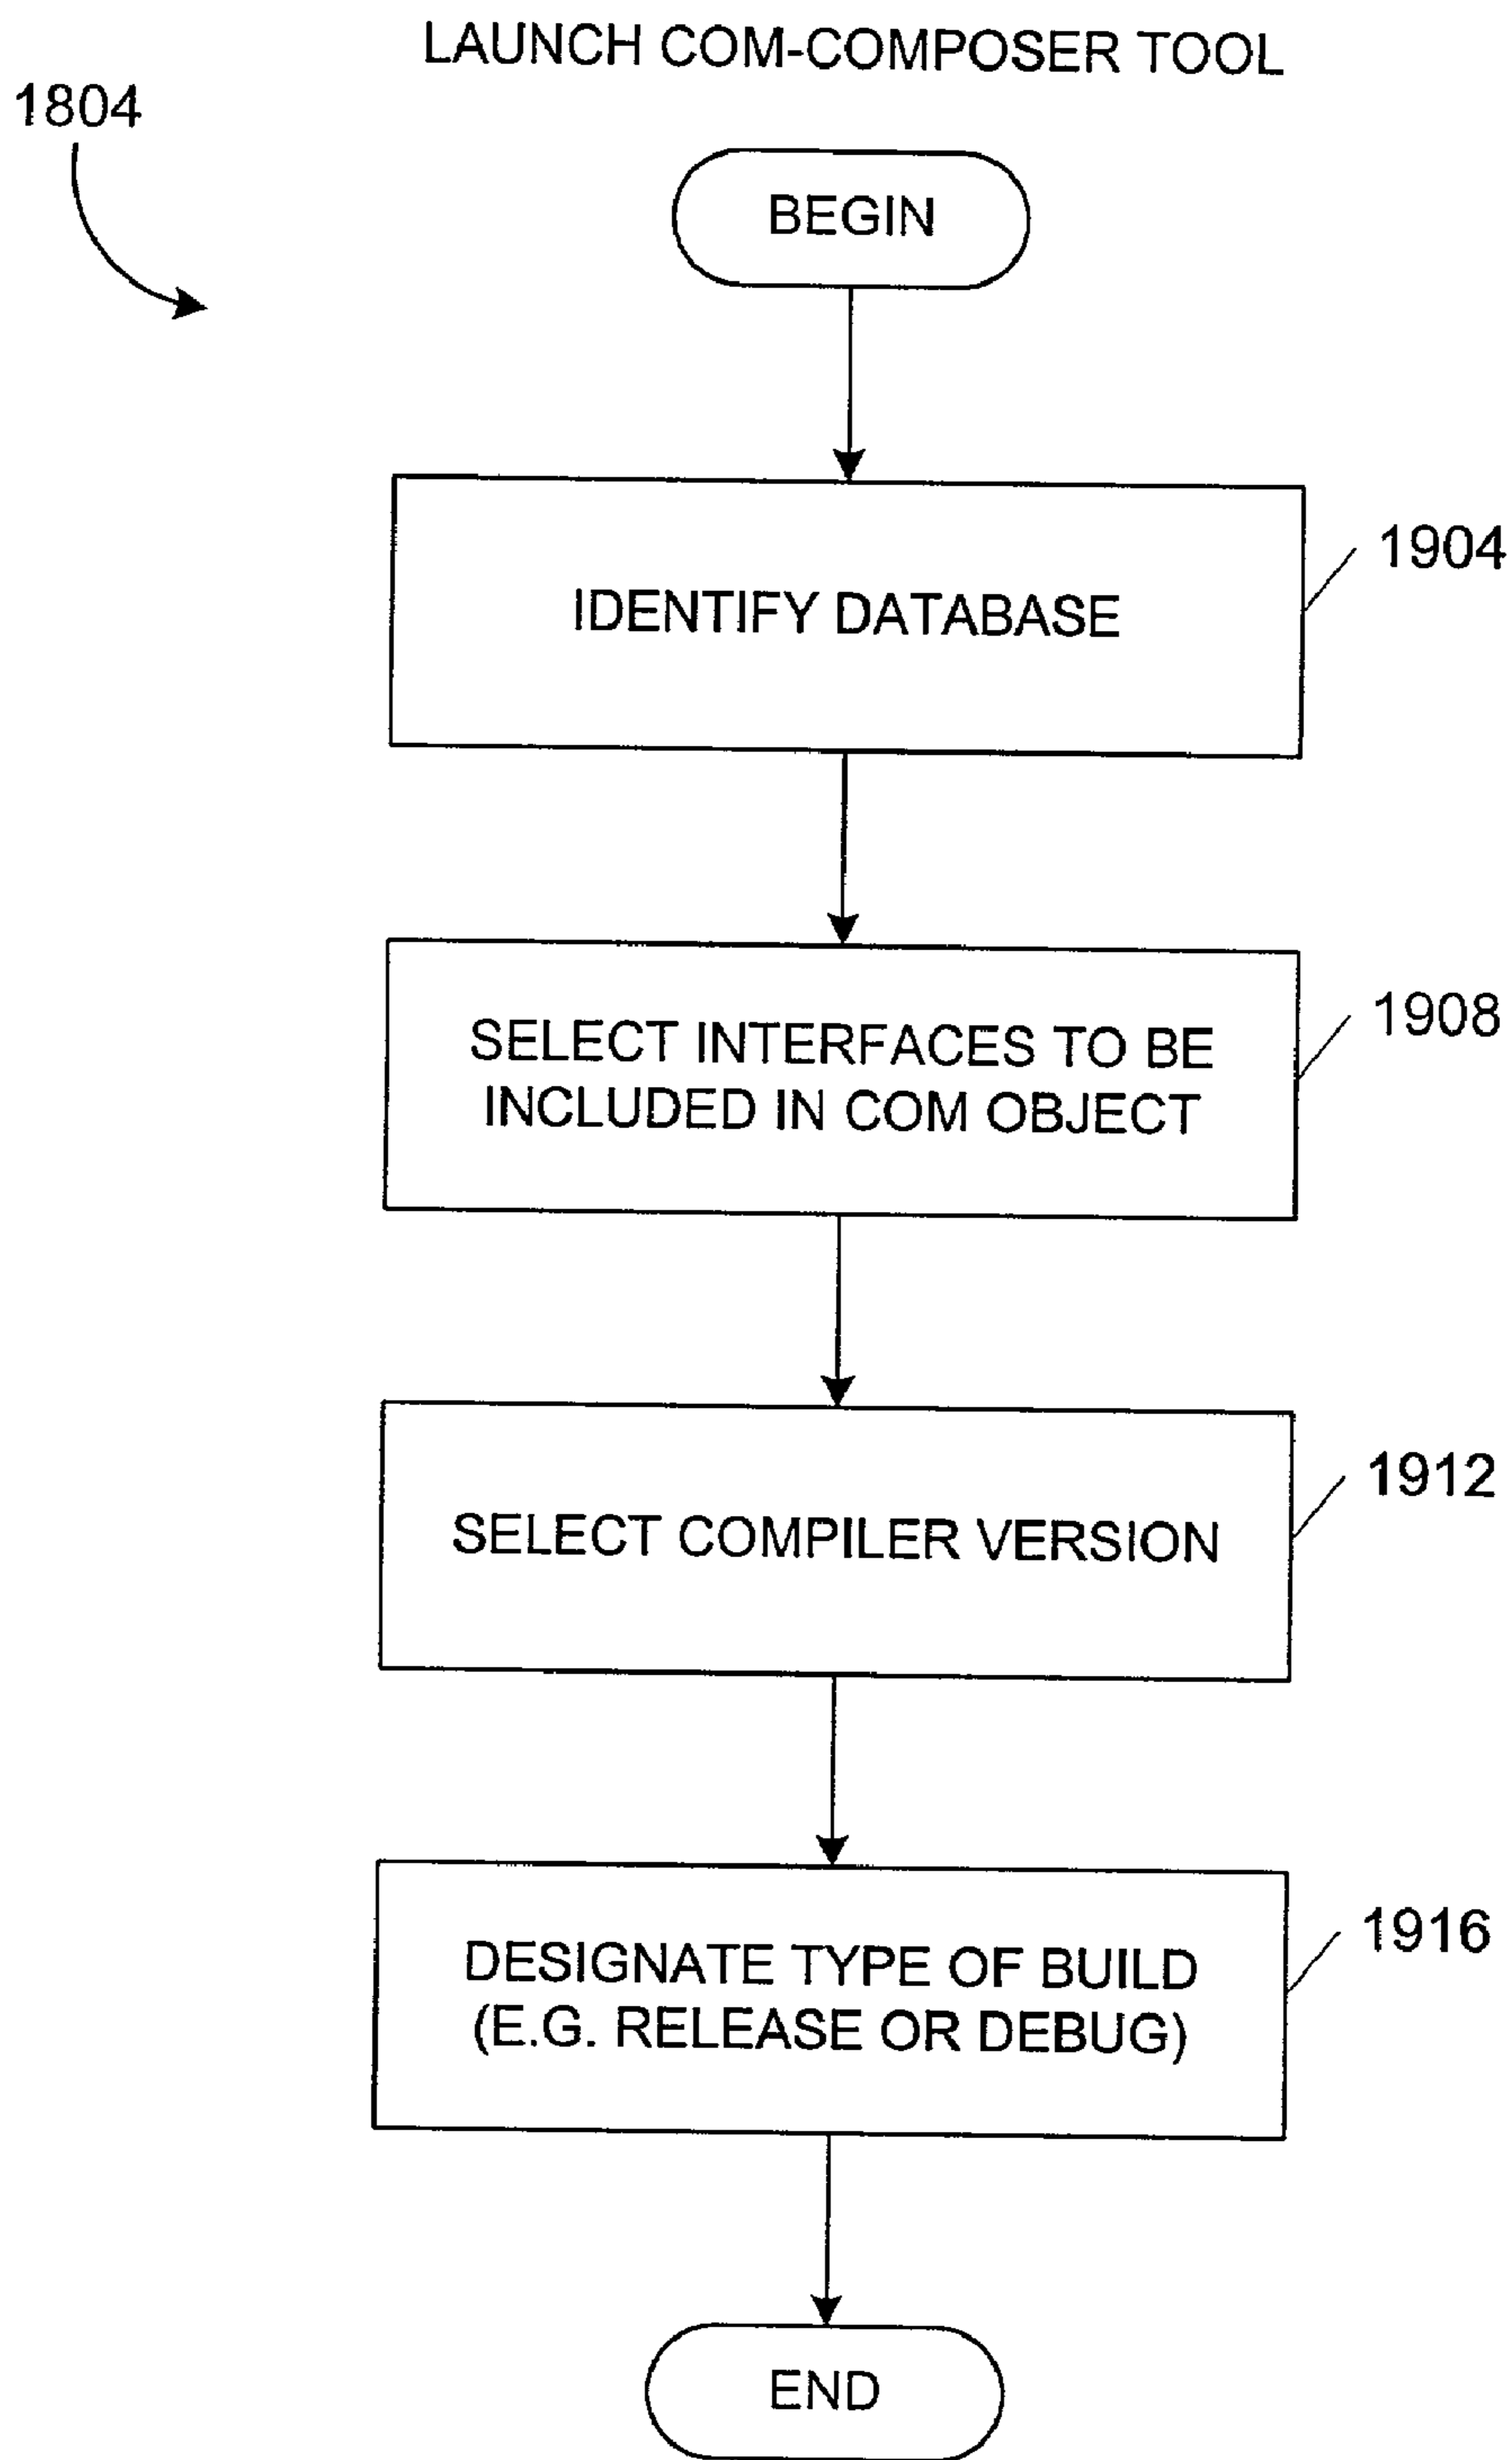 LAUNCH COM-COMPOSER TOOL
1804
BEGIN
IDENTIFY DATABASE
1904
SELECT INTERFACES TO BE
INCLUDED IN COM OBJECT
1908
SELECT COMPILER VERSION
1912
DESIGNATE TYPE OF BUILD
(E.G. RELEASE OR DEBUG)
1916
END